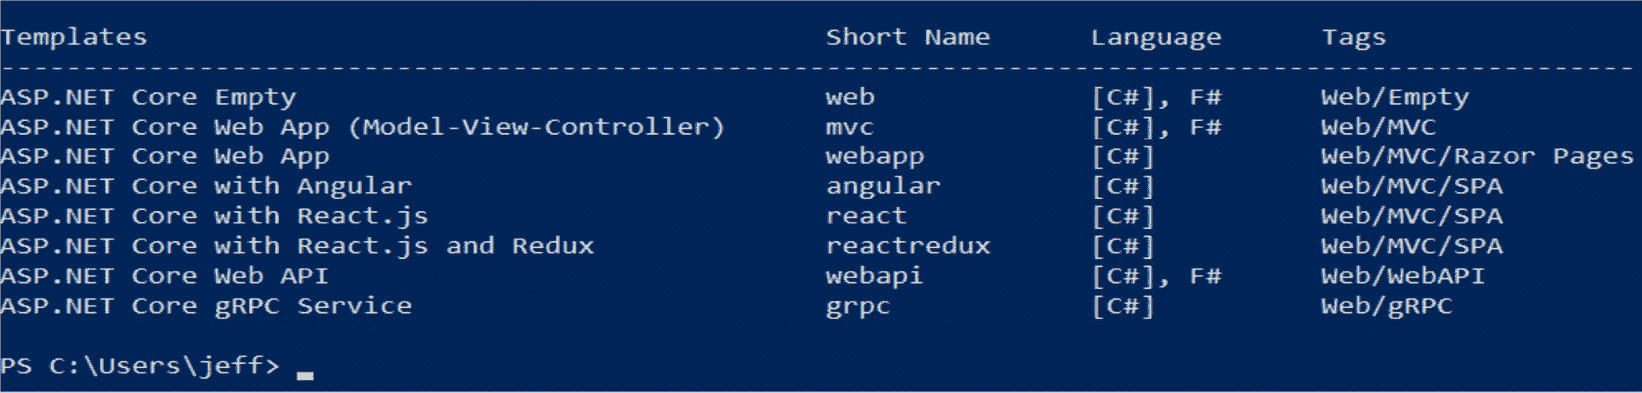 Templates Short Name Language Tags
----------------------------------------------------------------------------------------------------
ASP.NET Core Empty web [C#], F# Web/Empty
ASP.NET Core Web App (Model-View-Controller) mvc [C#], F# Web/MVC
ASP.NET Core Web App webapp [C#] Web/MVC/Razor Pages
ASP.NET Core with Angular angular [C#] Web/MVC/SPA
ASP.NET Core with React.js react [C#] Web/MVC/SPA
ASP.NET Core with React.js and Redux reactredux [C#] Web/MVC/SPA
ASP.NET Core Web API webapi [C#], F# Web/WebAPI
ASP.NET Core gRPC Service grpc [C#] Web/gRPC
PS C:\Users\jeff> _